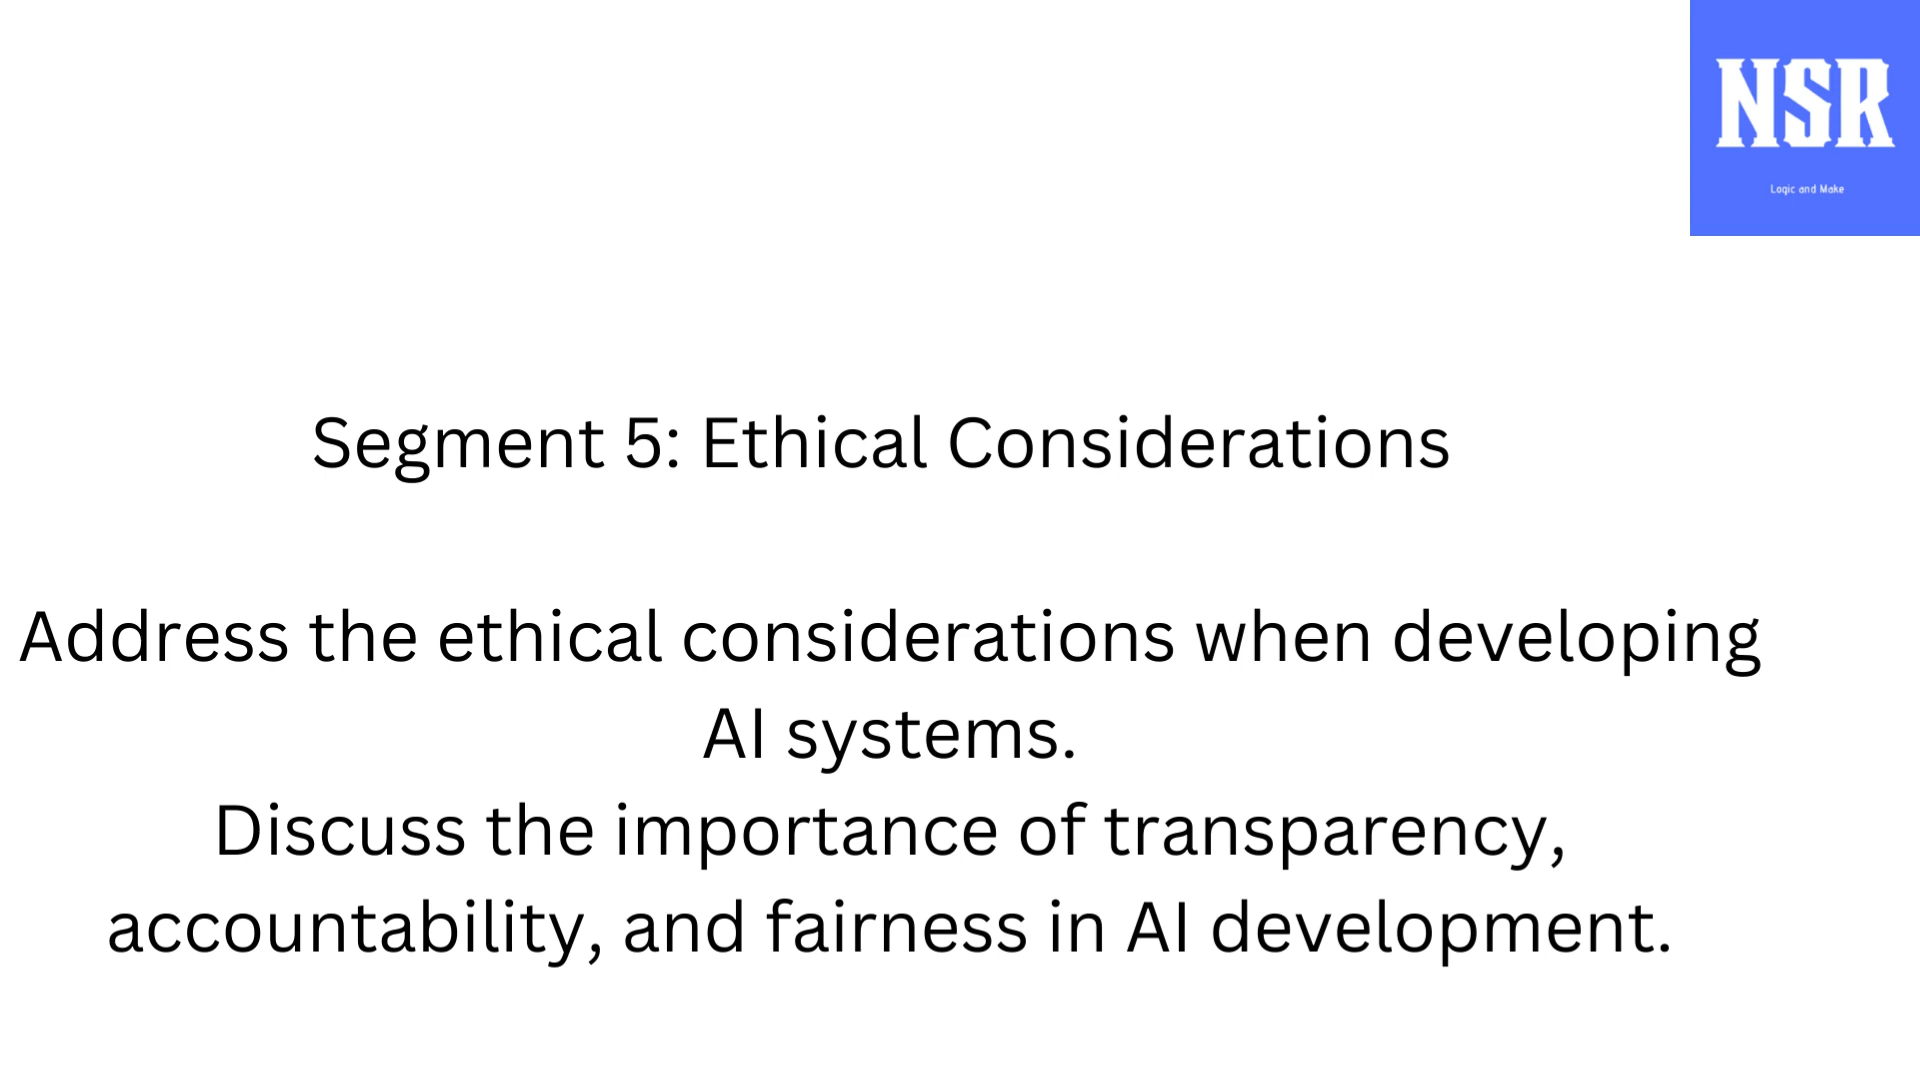 NSR
Logic and Make
Segment 5: Ethical Considerations
Address the ethical considerations when developing
AI systems.
Discuss the importance of transparency,
accountability, and fairness in AI development.